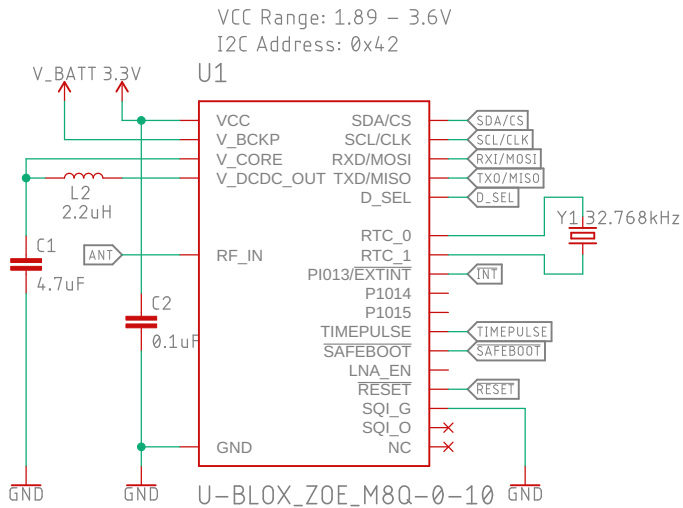 VCC Range: 1.89 – 3.6V
I2C Address: 0x42
V_BATT 3.3V
U1
VCC SDA/CS SDA/CS
V_BCKP SCL/CLK SCL/CLK
V_CORE RXD/MOSI RXI/MOSI
V_DCDC_OUT TXD/MISO TXO/MISO
L2
2.2uH
D_SEL D_SEL
Y1 32.768kHz
RTC_0
C1
ANT RF_IN RTC_1
4.7uF
PI013/EXTINT INT
P1014
C2
P1015
0.1uF
TIMEPULSE TIMEPULSE
SAFEBOOT SAFEBOOT
LNA_EN
RESET RESET
SQI_G
SQI_O
GND NC
GND GND U-BLOX_ZOE_M8Q-0-10 GND